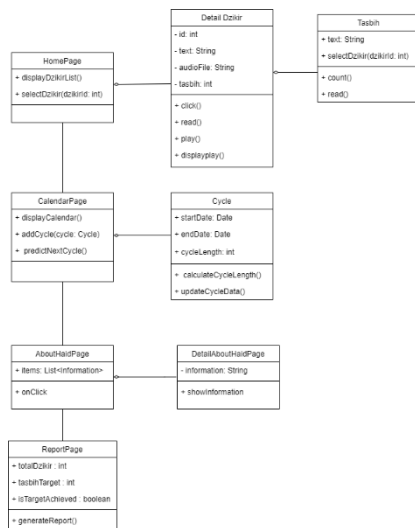 HomePage
+ displayDzikirList()
+ selectDzikir(dzikirId: int)
Detail Dzikir
- id: int
- text: String
- audioFile: String
- tasbih: int
+ click()
+ read()
+ play()
+ displayplay()
Tasbih
+ text: String
+ selectDzikir(dzikirId: int)
+ count()
+ read()
CalendarPage
+ displayCalendar()
+ addCycle(cycle: Cycle)
+ predictNextCycle()
Cycle
+ startDate: Date
+ endDate: Date
+ cycleLength: int
+ calculateCycleLength()
+ updateCycleData()
AboutHaidPage
+ items: List<Information>
+ onClick
DetailAboutHaidPage
- information: String
+ showInformation
ReportPage
+ totalDzikir : int
+ tasbihTarget : int
+ isTargetAchieved : boolean
+ generateReport()